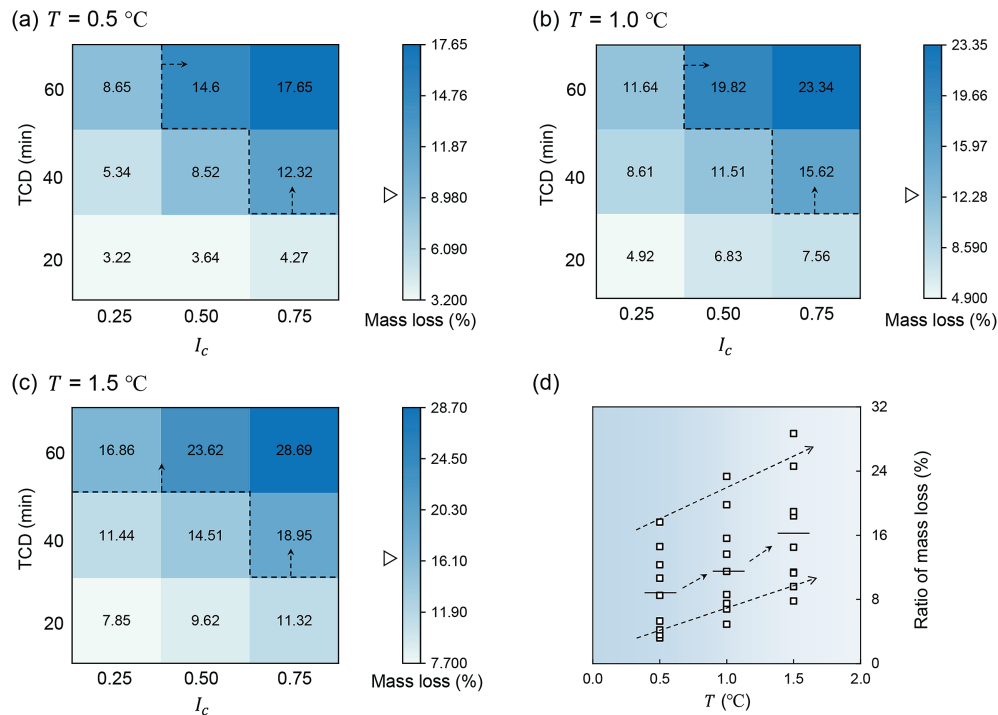 (a) T = 0.5 ℃
TCD (min)
60
40
20
8.65 14.6 17.65
5.34 8.52 12.32
3.22 3.64 4.27
0.25 0.50 0.75
I_c
17.65
14.76
11.87
8.980
6.090
3.200
Mass loss (%)
(b) T = 1.0 ℃
TCD (min)
60
40
20
11.64 19.82 23.34
8.61 11.51 15.62
4.92 6.83 7.56
0.25 0.50 0.75
I_c
23.35
19.66
15.97
12.28
8.590
4.900
Mass loss (%)
(c) T = 1.5 ℃
TCD (min)
60
40
20
16.86 23.62 28.69
11.44 14.51 18.95
7.85 9.62 11.32
0.25 0.50 0.75
I_c
28.70
24.50
20.30
16.10
11.90
7.700
Mass loss (%)
(d)
32
24
16
8
0
Ratio of mass loss (%)
0.0 0.5 1.0 1.5 2.0
T (℃)